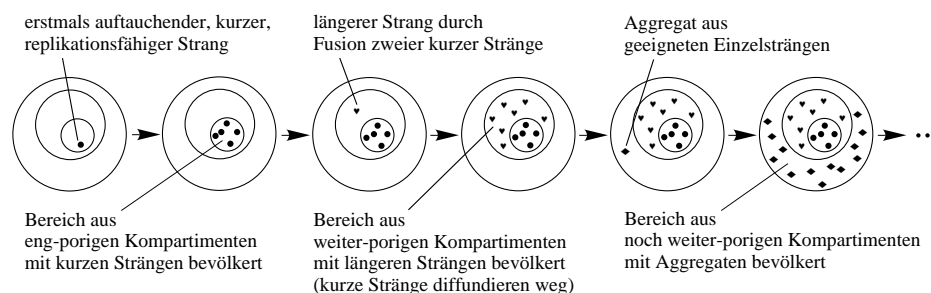 erstmals auftauchender, kurzer,
replikationsfähiger Strang
längerer Strang durch
Fusion zweier kurzer Stränge
Aggregat aus
geeigneten Einzelsträngen
Bereich aus
eng-porigen Kompartimenten
mit kurzen Strängen bevölkert
Bereich aus
weiter-porigen Kompartimenten
mit längeren Strängen bevölkert
(kurze Stränge diffundieren weg)
Bereich aus
noch weiter-porigen Kompartimenten
mit Aggregaten bevölkert